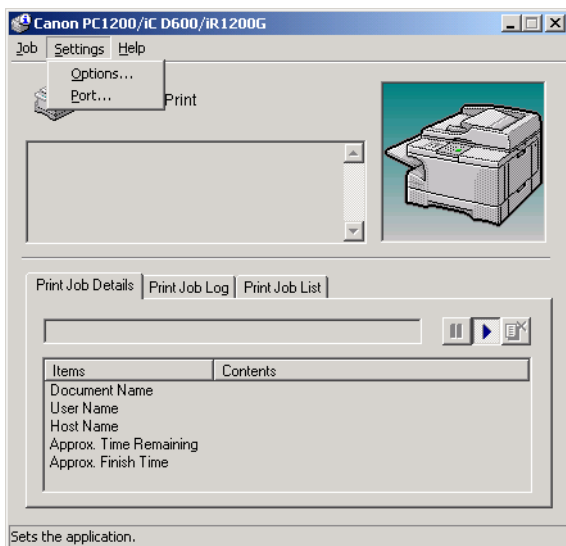 Canon PC1200/iC D600/iR1200G
Job Settings Help
Options...
Port...
Print
Print Job Details Print Job Log Print Job List
Items Contents
Document Name
User Name
Host Name
Approx. Time Remaining
Approx. Finish Time
Sets the application.